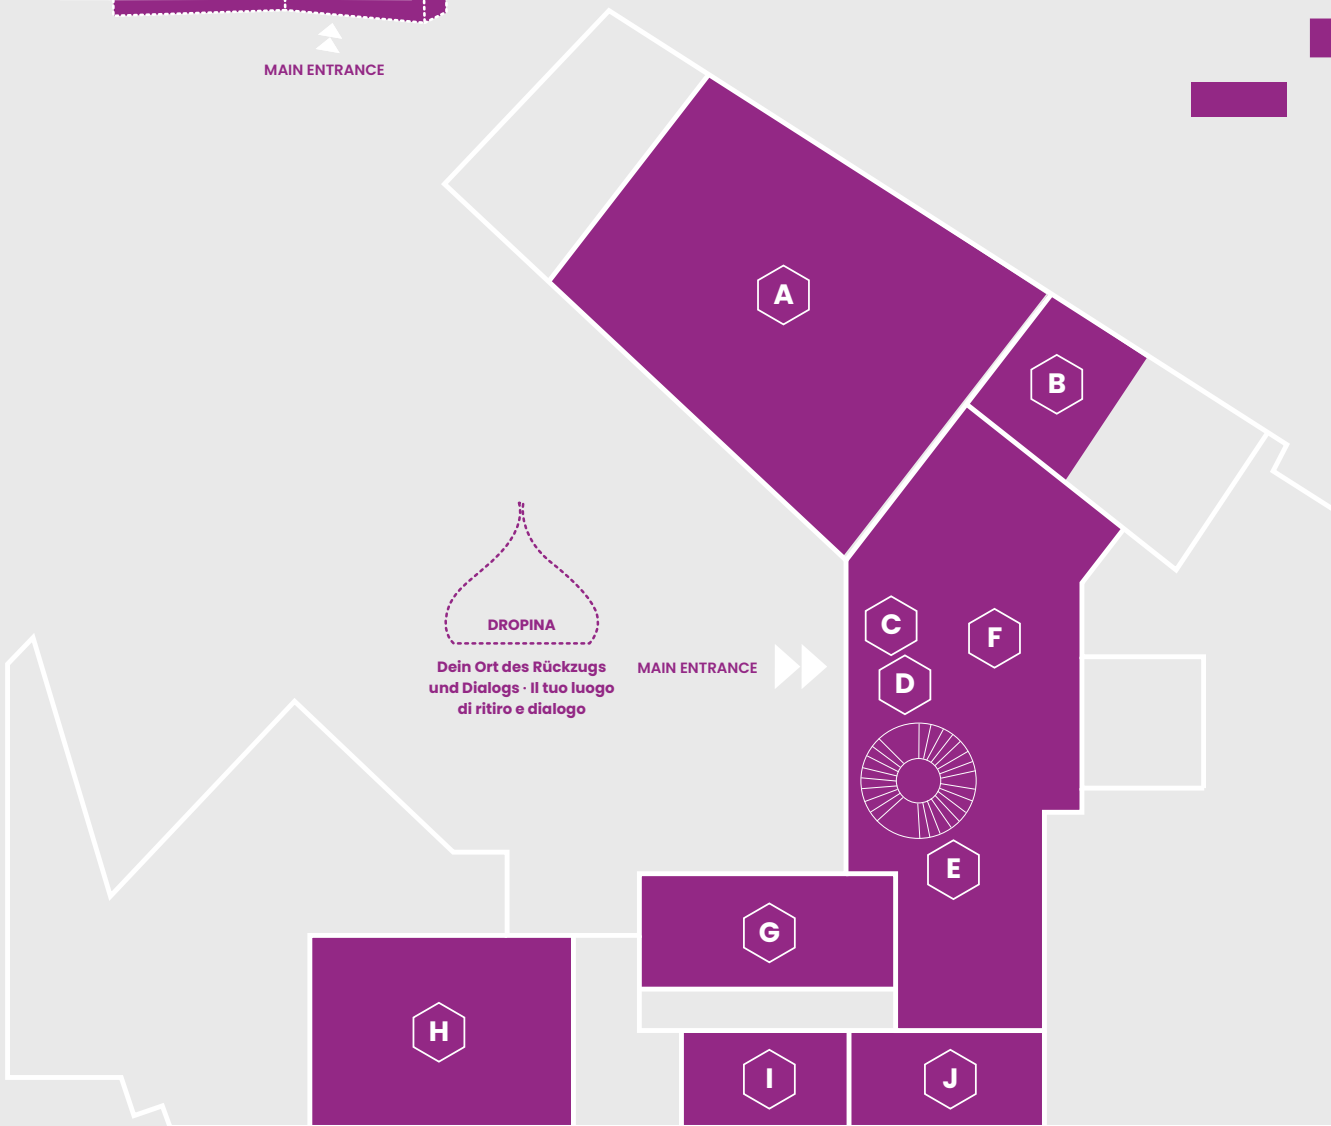 MAIN ENTRANCE
A
B
C
F
DROPINA
Dein Ort des Rückzugs
und Dialogs · Il tuo luogo
di ritiro e dialogo
MAIN ENTRANCE
D
E
G
H
I
J